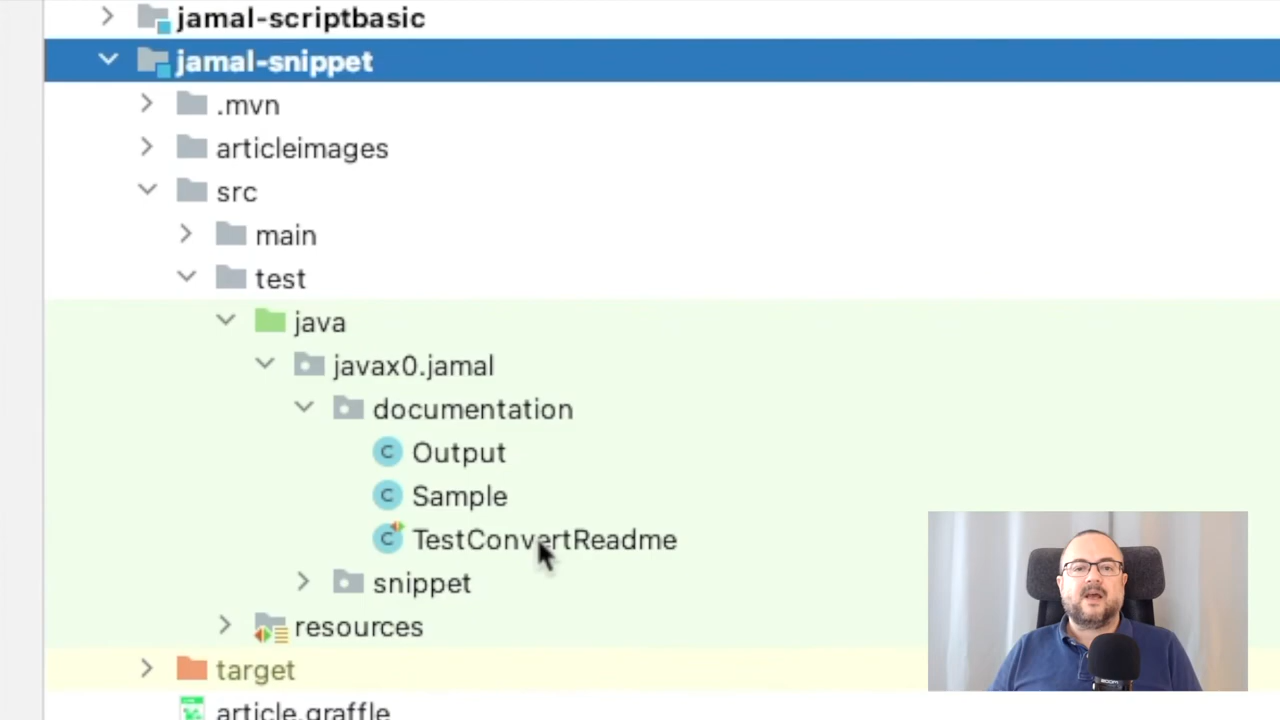 jamal-scriptbasic
jamal-snippet
.mvn
articleimages
src
main
test
java
javax0.jamal
documentation
C Output
C Sample
C TestConvertReadme
snippet
resources
target
article.graffle